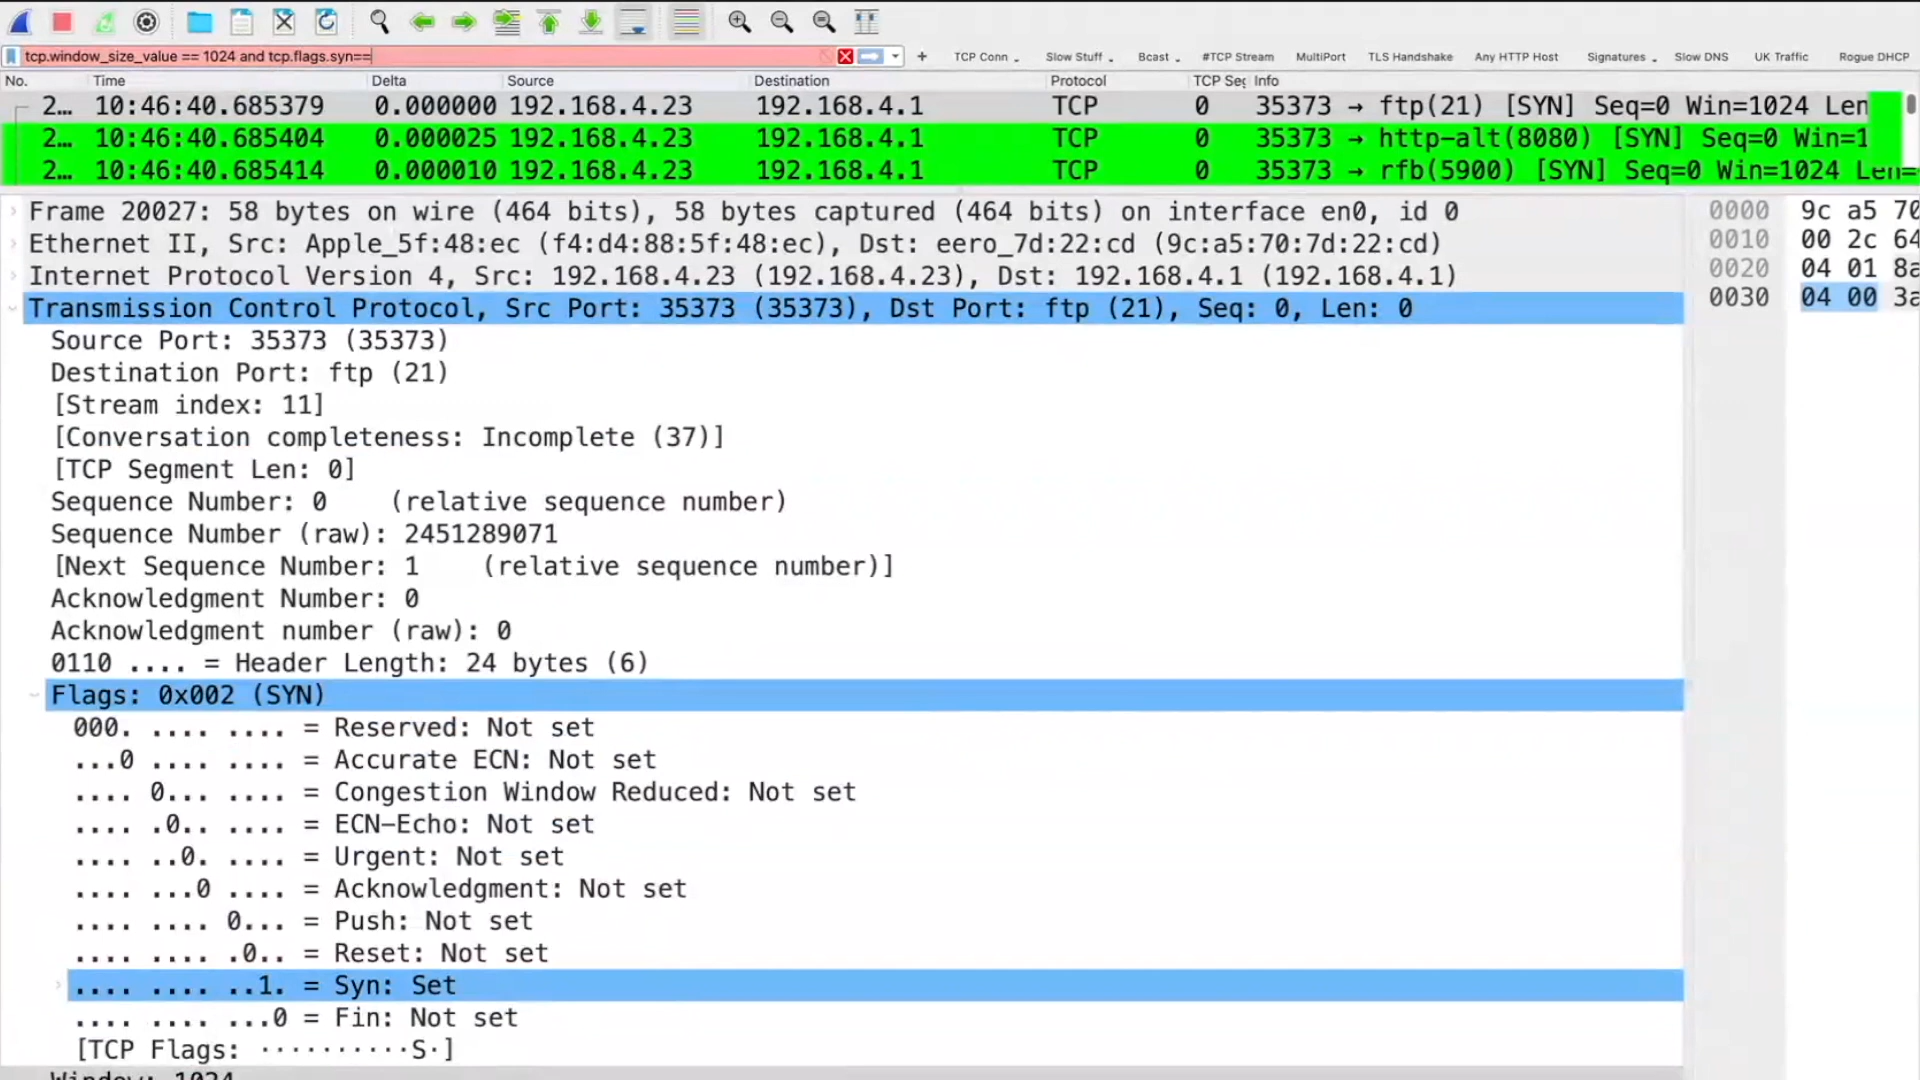 tcp.window_size_value == 1024 and tcp.flags.syn==
TCP Conn Slow Stuff Bcast #TCP Stream MultiPort TLS Handshake Any HTTP Host Signatures Slow DNS UK Traffic Rogue DHCP
No. Time Delta Source Destination Protocol TCP Seq Info
2… 10:46:40.685379 0.000000 192.168.4.23 192.168.4.1 TCP 0 35373 → ftp(21) [SYN] Seq=0 Win=1024 Len
2… 10:46:40.685404 0.000025 192.168.4.23 192.168.4.1 TCP 0 35373 → http-alt(8080) [SYN] Seq=0 Win=1
2… 10:46:40.685414 0.000010 192.168.4.23 192.168.4.1 TCP 0 35373 → rfb(5900) [SYN] Seq=0 Win=1024 Len=
Frame 20027: 58 bytes on wire (464 bits), 58 bytes captured (464 bits) on interface en0, id 0
Ethernet II, Src: Apple_5f:48:ec (f4:d4:88:5f:48:ec), Dst: eero_7d:22:cd (9c:a5:70:7d:22:cd)
Internet Protocol Version 4, Src: 192.168.4.23 (192.168.4.23), Dst: 192.168.4.1 (192.168.4.1)
Transmission Control Protocol, Src Port: 35373 (35373), Dst Port: ftp (21), Seq: 0, Len: 0
Source Port: 35373 (35373)
Destination Port: ftp (21)
[Stream index: 11]
[Conversation completeness: Incomplete (37)]
[TCP Segment Len: 0]
Sequence Number: 0 (relative sequence number)
Sequence Number (raw): 2451289071
[Next Sequence Number: 1 (relative sequence number)]
Acknowledgment Number: 0
Acknowledgment number (raw): 0
0110 .... = Header Length: 24 bytes (6)
Flags: 0x002 (SYN)
000. .... .... = Reserved: Not set
...0 .... .... = Accurate ECN: Not set
.... 0... .... = Congestion Window Reduced: Not set
.... .0.. .... = ECN-Echo: Not set
.... ..0. .... = Urgent: Not set
.... ...0 .... = Acknowledgment: Not set
.... .... 0... = Push: Not set
.... .... .0.. = Reset: Not set
.... .... ..1. = Syn: Set
.... .... ...0 = Fin: Not set
[TCP Flags: ··········S·]
Window: 1024
0000 9c a5 70
0010 00 2c 64
0020 04 01 8a
0030 04 00 3a